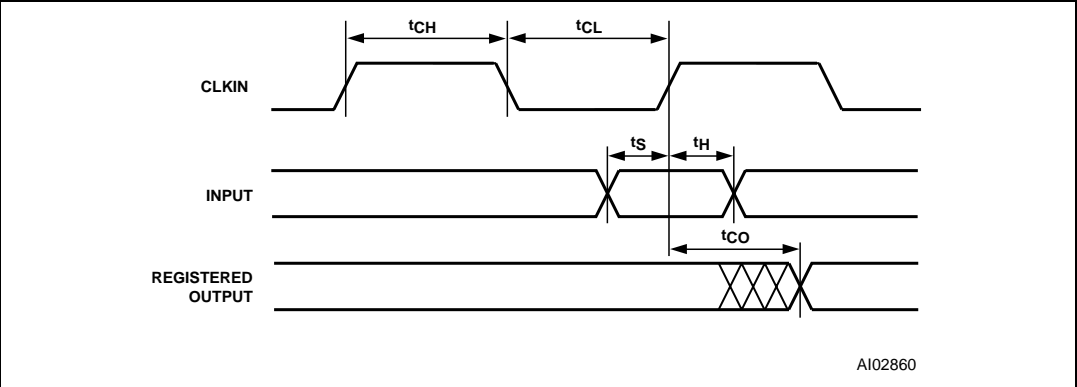 tCH
tCL
CLKIN
tS
tH
INPUT
tCO
REGISTERED
OUTPUT
AI02860